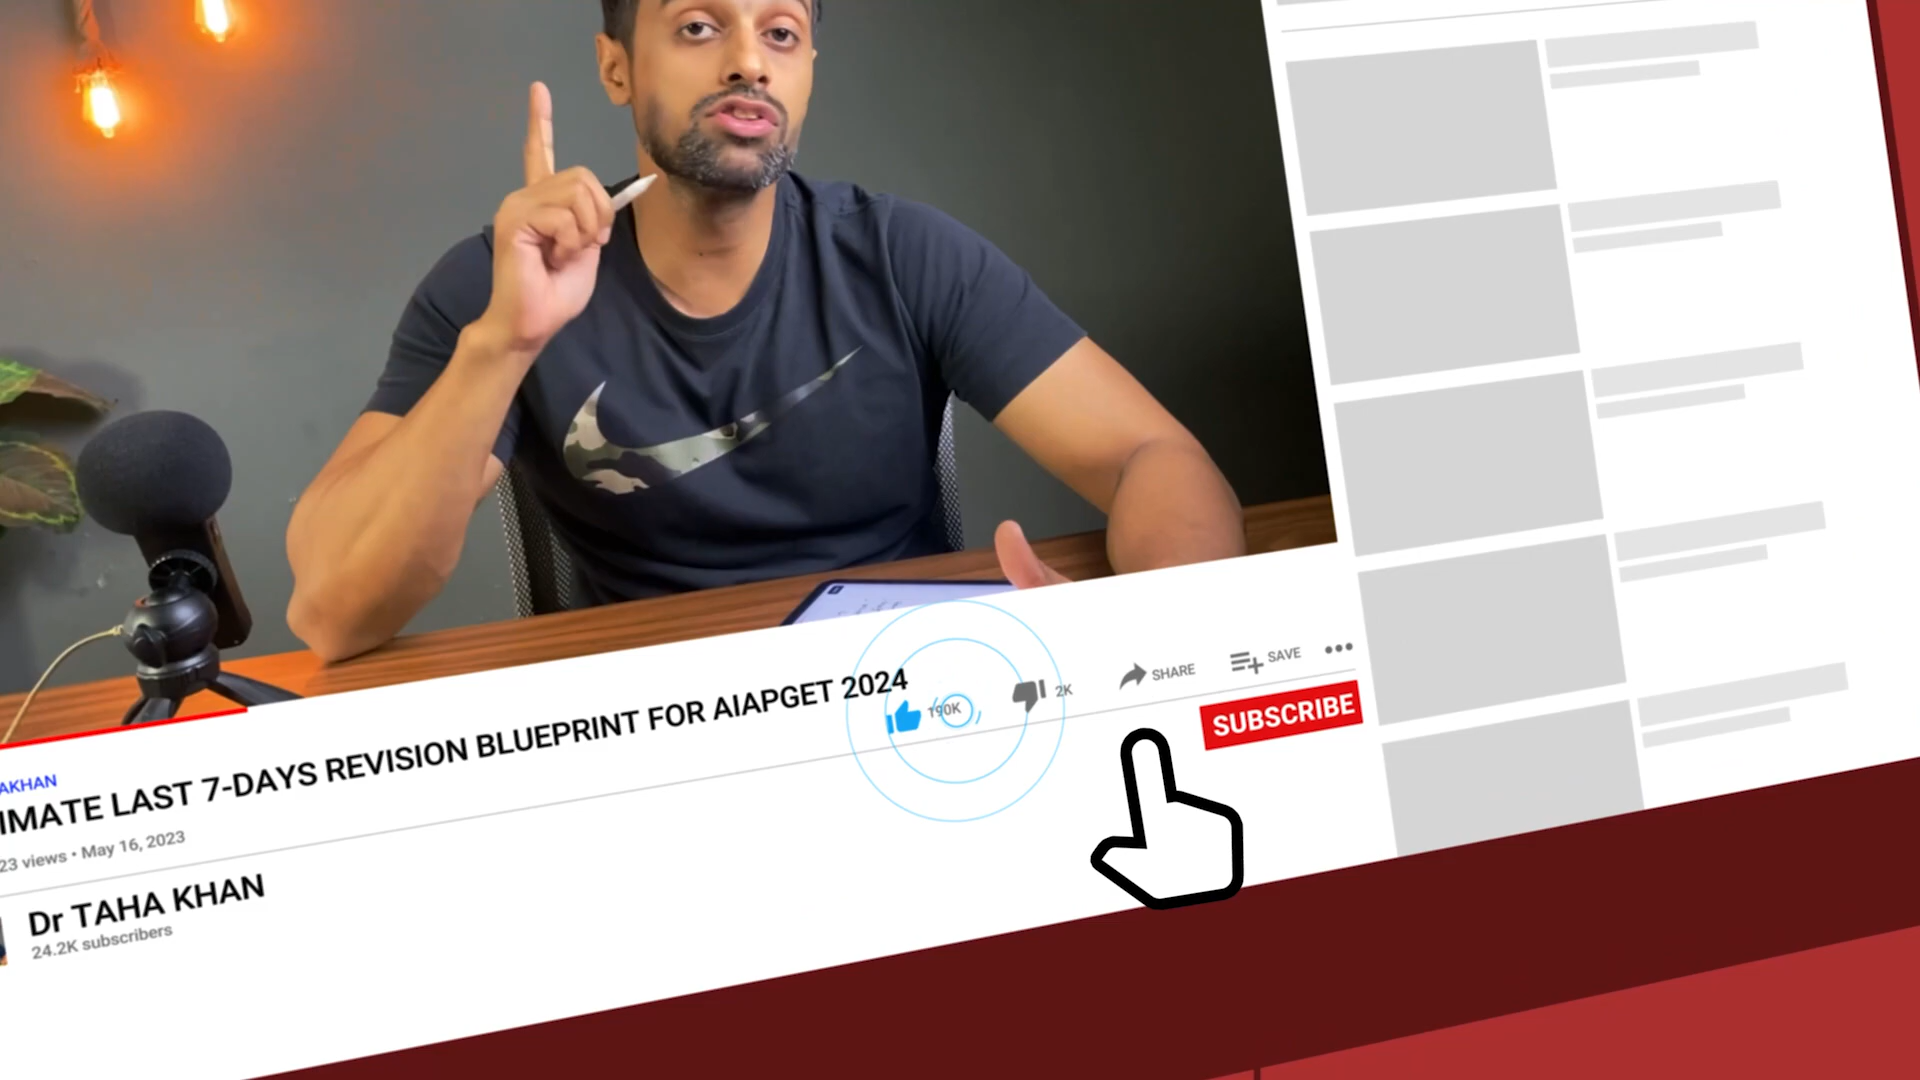 AKHAN
IMATE LAST 7-DAYS REVISION BLUEPRINT FOR AIAPGET 2024
23 views • May 16, 2023
190K
2K
SHARE
SAVE
SUBSCRIBE
Dr TAHA KHAN
24.2K subscribers